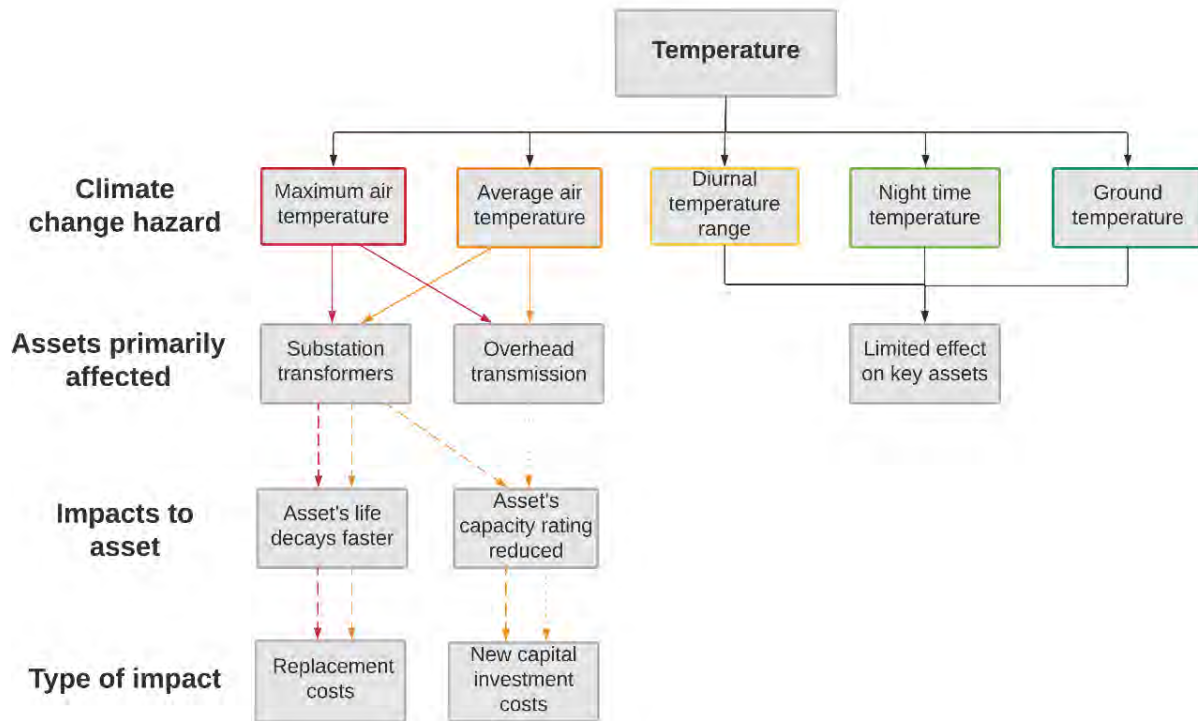 Temperature
Climate
change hazard
Maximum air
temperature
Average air
temperature
Diurnal
temperature
range
Night time
temperature
Ground
temperature
Assets primarily
affected
Substation
transformers
Overhead
transmission
Limited effect
on key assets
Impacts to
asset
Asset's life
decays faster
Asset's
capacity rating
reduced
Type of impact
Replacement
costs
New capital
investment
costs